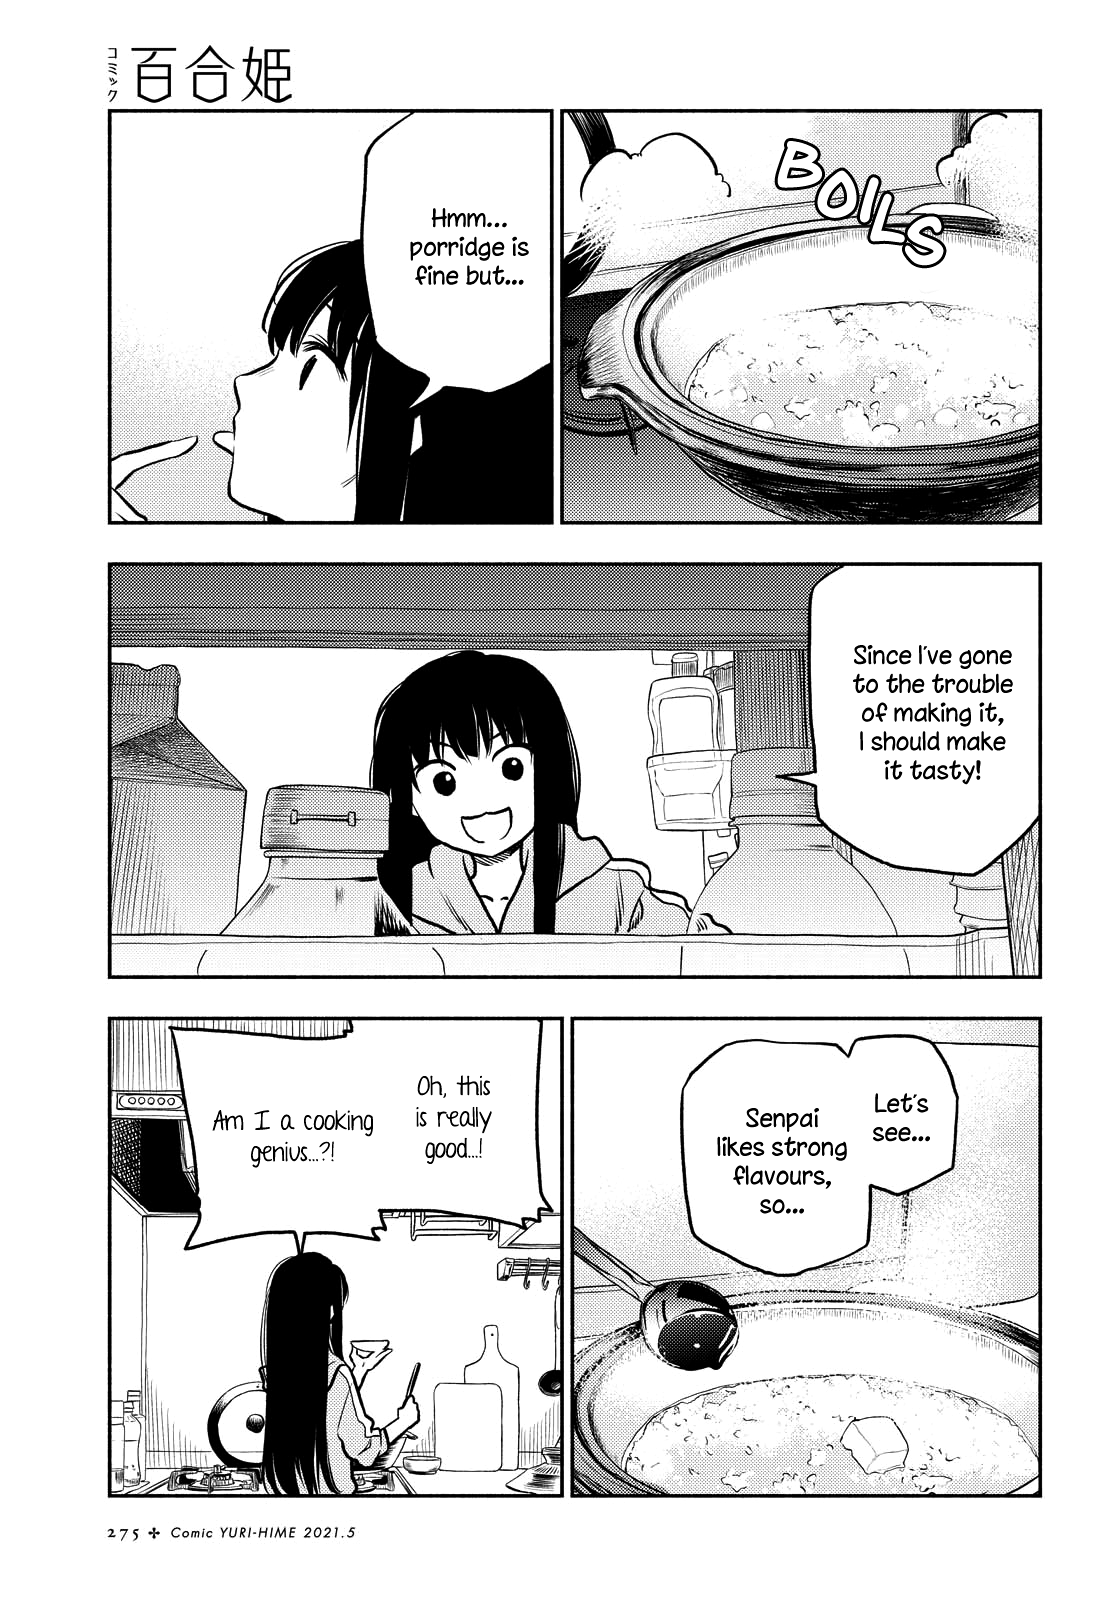 コミック
百合姫
BOILS
Hmm...
porridge is
fine but...
Since I've gone
to the trouble
of making it,
I should make
it tasty!
Let's
see...
Senpai
likes strong
flavours,
so...
Oh, this
is really
good...!
Am I a cooking
genius...?!
275 ✢ Comic YURI-HIME 2021.5